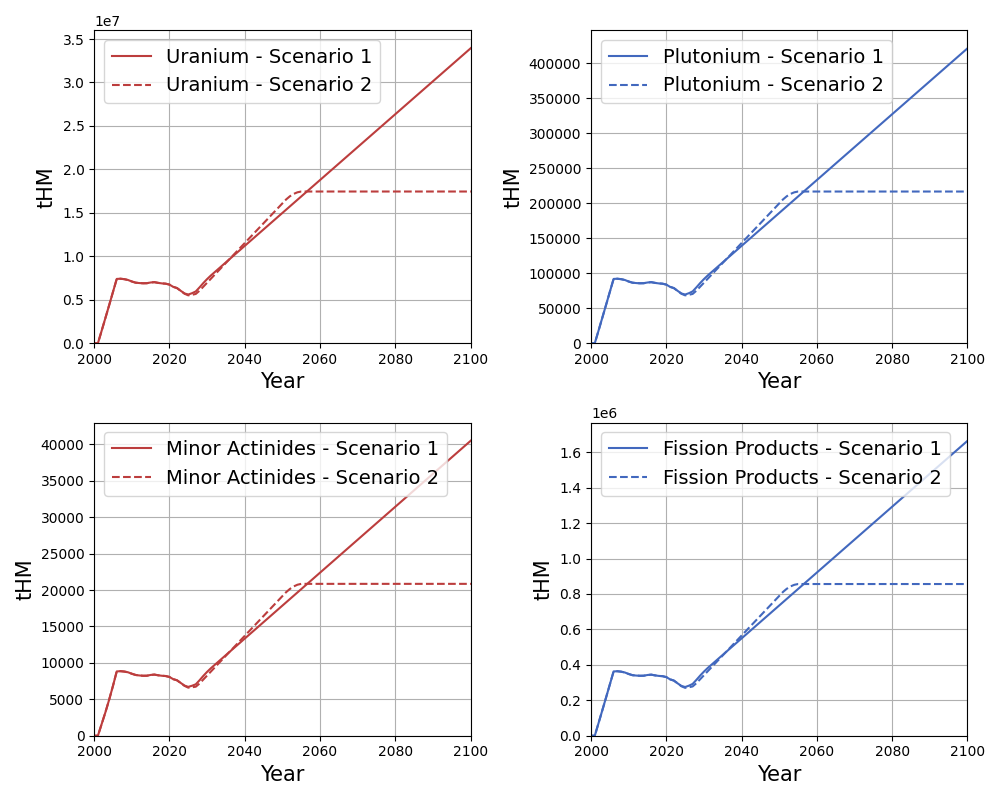 1e7
Uranium - Scenario 1
Uranium - Scenario 2
3.5
3.0
2.5
2.0
1.5
1.0
0.5
0.0
tHM
2000 2020 2040 2060 2080 2100
Year
Plutonium - Scenario 1
Plutonium - Scenario 2
400000
350000
300000
250000
200000
150000
100000
50000
0
tHM
2000 2020 2040 2060 2080 2100
Year
Minor Actinides - Scenario 1
Minor Actinides - Scenario 2
40000
35000
30000
25000
20000
15000
10000
5000
0
tHM
2000 2020 2040 2060 2080 2100
Year
1e6
Fission Products - Scenario 1
Fission Products - Scenario 2
1.6
1.4
1.2
1.0
0.8
0.6
0.4
0.2
0.0
tHM
2000 2020 2040 2060 2080 2100
Year